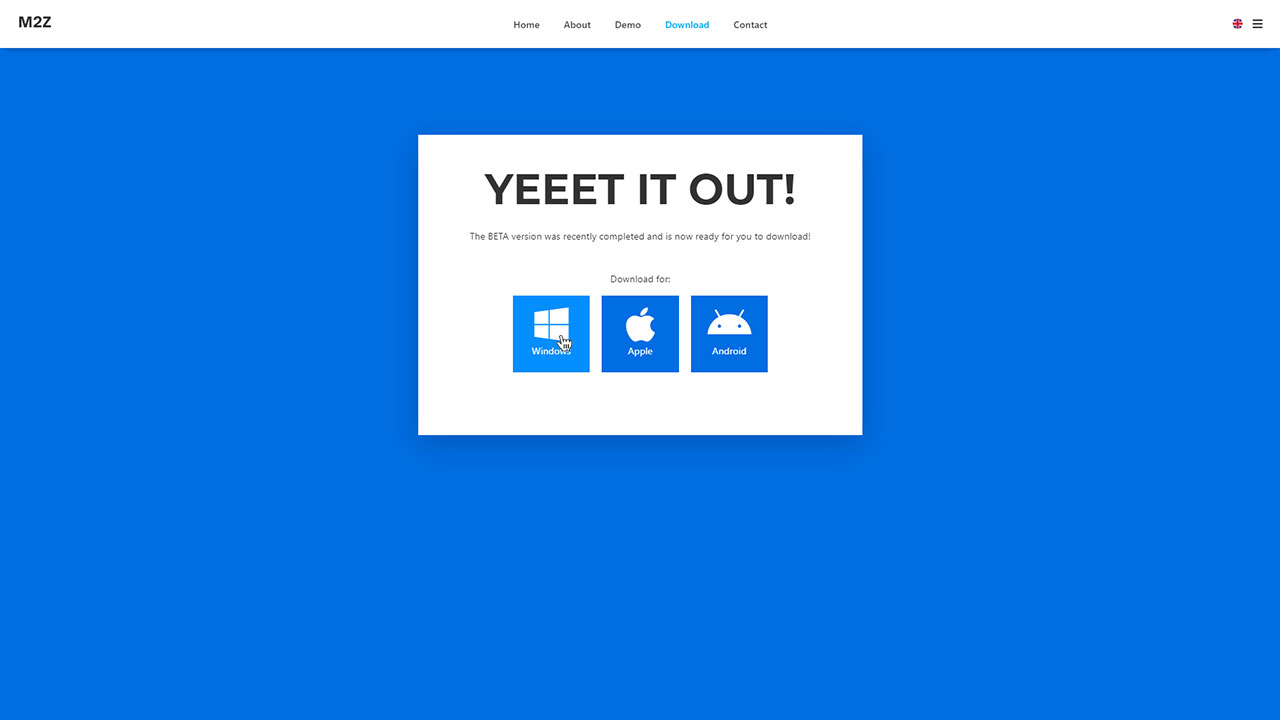 M2Z
Home About Demo Download Contact
YEEET IT OUT!
The BETA version was recently completed and is now ready for you to download!
Download for:
Windows Apple Android